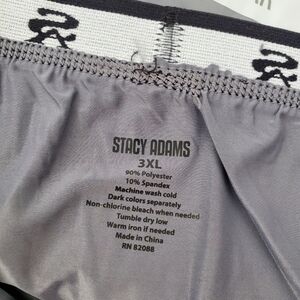 STACY ADAMS
3XL
90% Polyester
10% Spandex
Machine wash cold
Dark colors separately
Non-chlorine bleach when needed
Tumble dry low
Warm iron if needed
Made in China
RN 82088